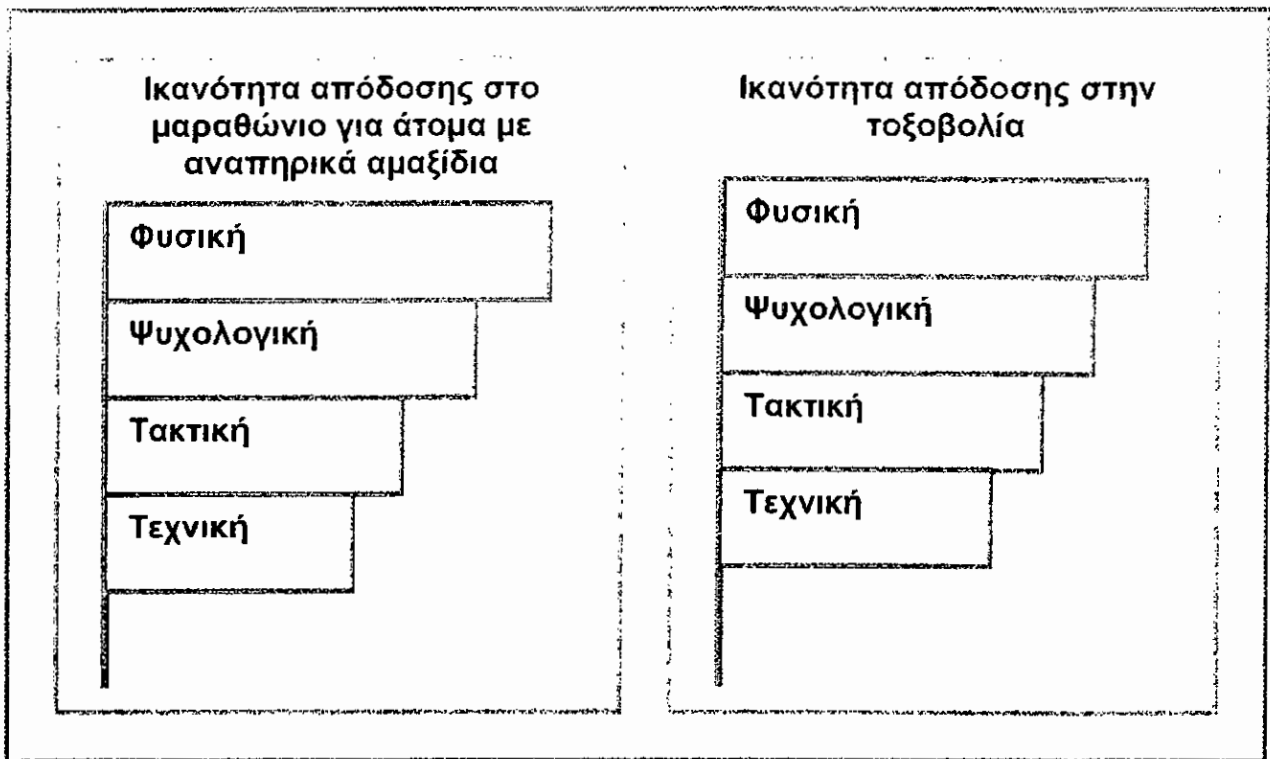 Ικανότητα απόδοσης στο
μαραθώνιο για άτομα με
αναπηρικά αμαξίδια
Φυσική
Ψυχολογική
Τακτική
Τεχνική
Ικανότητα απόδοσης στην
τοξοβολία
Φυσική
Ψυχολογική
Τακτική
Τεχνική